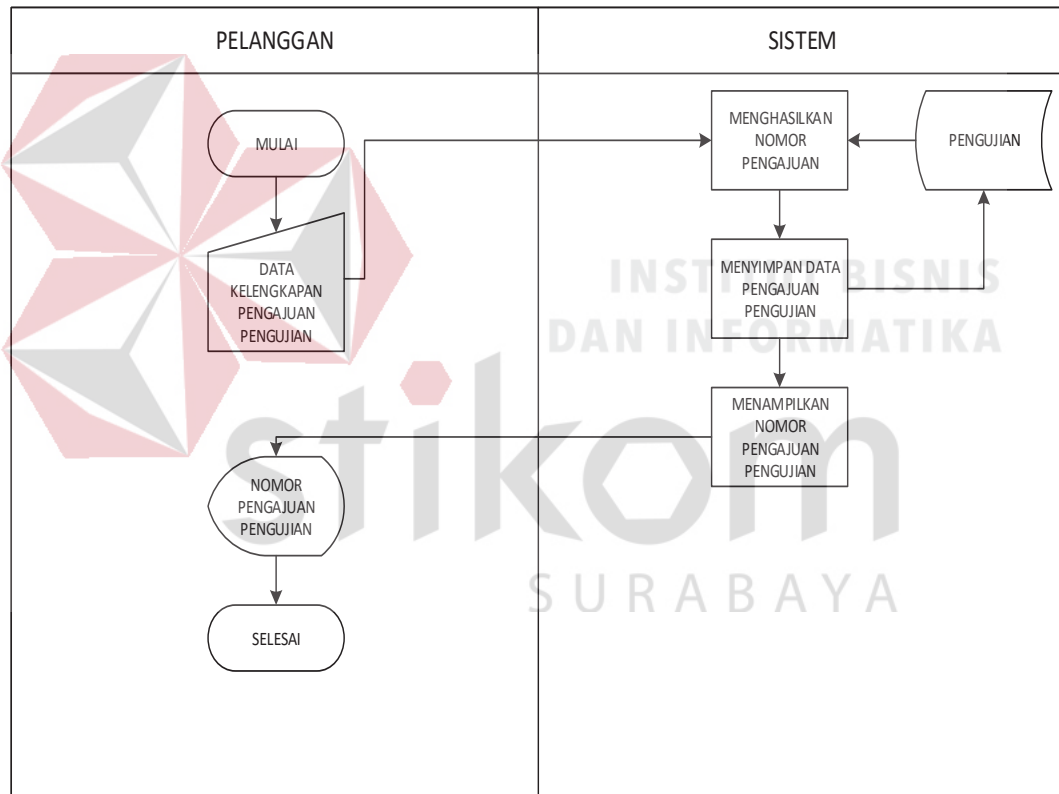 PELANGGAN
SISTEM
MULAI
DATA
KELENGKAPAN
PENGAJUAN
PENGUJIAN
MENGHASILKAN
NOMOR
PENGAJUAN
PENGUJIAN
MENYIMPAN DATA
PENGAJUAN
PENGUJIAN
MENAMPILKAN
NOMOR
PENGAJUAN
PENGUJIAN
NOMOR
PENGAJUAN
PENGUJIAN
SELESAI
INSTITUT BISNIS
DAN INFORMATIKA
stikom
SURABAYA